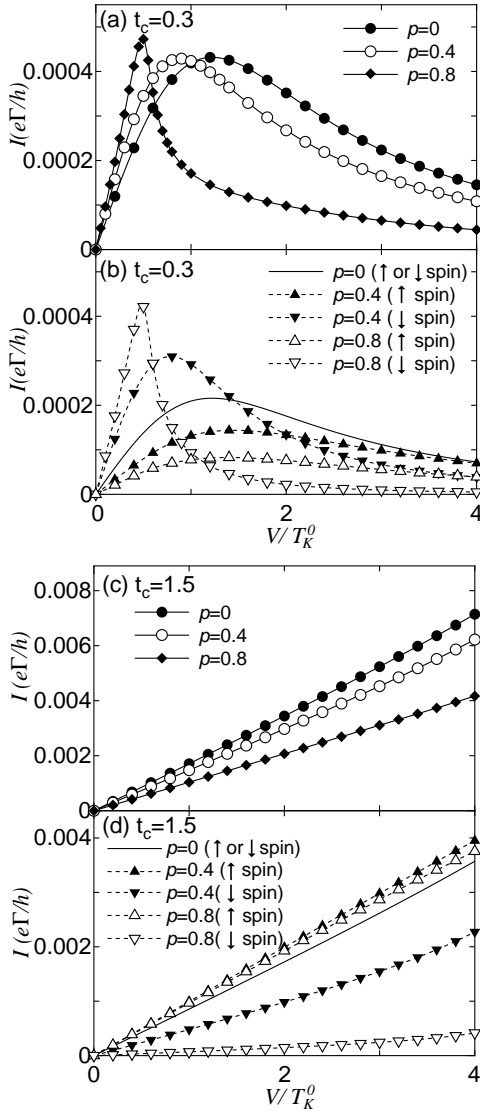 (a) t_c=0.3
p=0
p=0.4
p=0.8
I(eΓ/h)
0.0004
0.0002
0
(b) t_c=0.3
p=0 (↑ or ↓ spin)
p=0.4 (↑ spin)
p=0.4 (↓ spin)
p=0.8 (↑ spin)
p=0.8 (↓ spin)
I(eΓ/h)
0.0004
0.0002
0
0 2 4
V/T_K^0
(c) t_c=1.5
p=0
p=0.4
p=0.8
I (eΓ/h)
0.008
0.006
0.004
0.002
0
(d) t_c=1.5
p=0 (↑ or ↓ spin)
p=0.4 (↑ spin)
p=0.4(↓ spin)
p=0.8(↑ spin)
p=0.8(↓ spin)
I (eΓ/h)
0.004
0.002
0
0 2 4
V/T_K^0